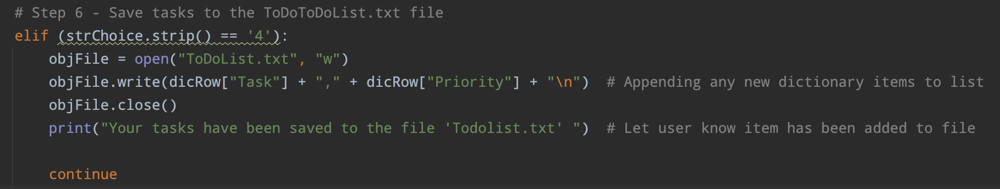 # Step 6 - Save tasks to the ToDoToDoList.txt file
elif (strChoice.strip() == '4'):
    objFile = open("ToDoList.txt", "w")
    objFile.write(dicRow["Task"] + "," + dicRow["Priority"] + "\n")  # Appending any new dictionary items to list
    objFile.close()
    print("Your tasks have been saved to the file 'Todolist.txt' ")  # Let user know item has been added to file
    continue